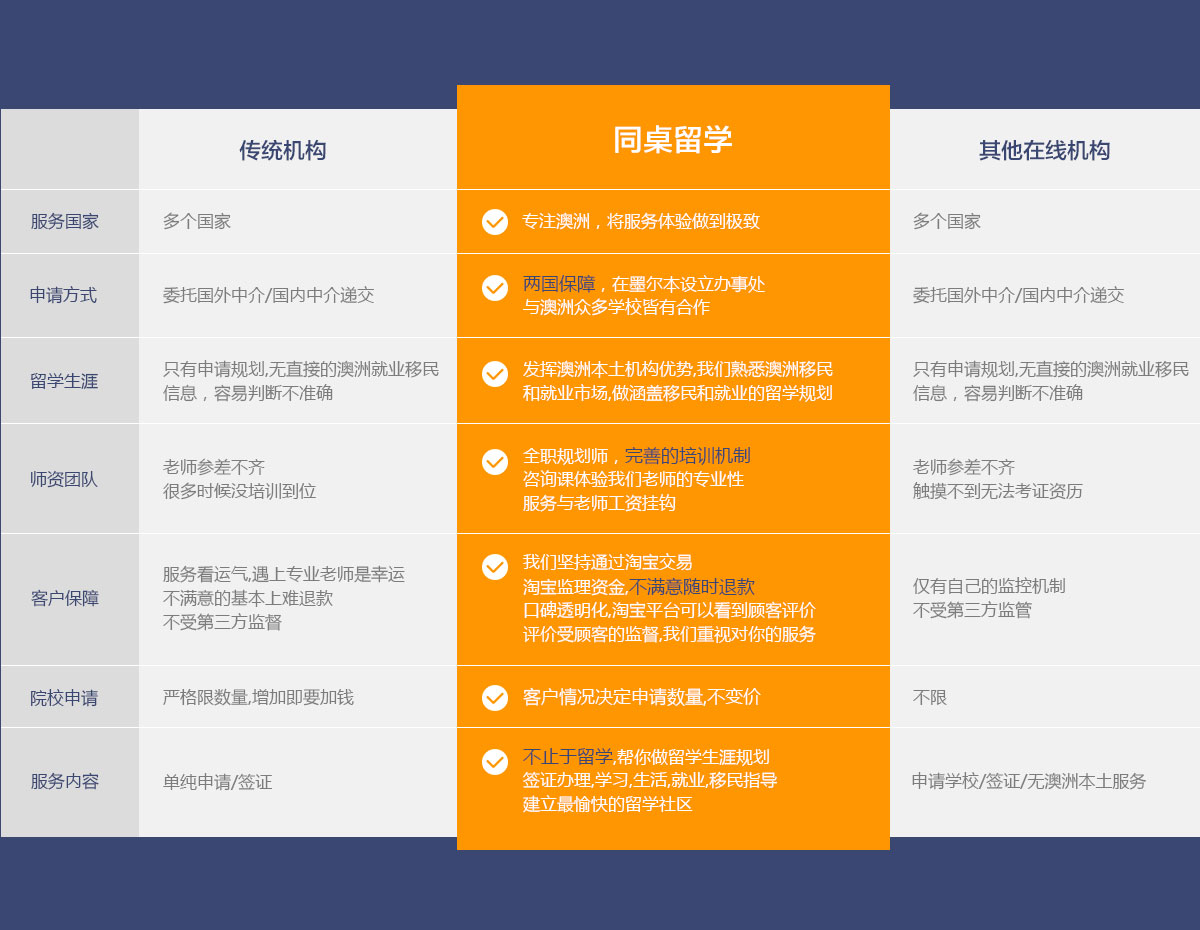 传统机构
同桌留学
其他在线机构
服务国家
多个国家
专注澳洲，将服务体验做到极致
多个国家
申请方式
委托国外中介/国内中介递交
两国保障，在墨尔本设立办事处
与澳洲众多学校皆有合作
委托国外中介/国内中介递交
留学生涯
只有申请规划,无直接的澳洲就业移民
信息，容易判断不准确
发挥澳洲本土机构优势,我们熟悉澳洲移民
和就业市场,做涵盖移民和就业的留学规划
只有申请规划,无直接的澳洲就业移民
信息，容易判断不准确
师资团队
老师参差不齐
很多时候没培训到位
全职规划师，完善的培训机制
咨询课体验我们老师的专业性
服务与老师工资挂钩
老师参差不齐
触摸不到无法考证资历
客户保障
服务看运气,遇上专业老师是幸运
不满意的基本上难退款
不受第三方监督
我们坚持通过淘宝交易
淘宝监理资金,不满意随时退款
口碑透明化,淘宝平台可以看到顾客评价
评价受顾客的监督,我们重视对你的服务
仅有自己的监控机制
不受第三方监管
院校申请
严格限数量,增加即要加钱
客户情况决定申请数量,不变价
不限
服务内容
单纯申请/签证
不止于留学,帮你做留学生涯规划
签证办理,学习,生活,就业,移民指导
建立最愉快的留学社区
申请学校/签证/无澳洲本土服务